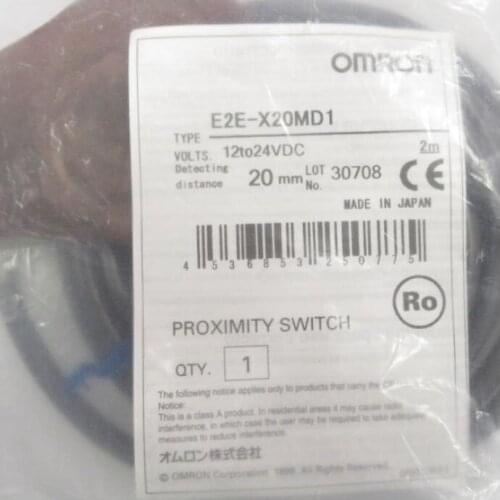 OMRON
TYPE E2E-X20MD1
VOLTS. 12to24VDC 2m
Detecting distance 20 mm LOT No. 30708 CE
MADE IN JAPAN
4 536853 250775
Ro
PROXIMITY SWITCH
QTY. 1
The following notice applies only to products that carry the CE
Notice:
This is a class A product. In residential areas it may cause radio
interference, in which case the user may be required to take adequate
measures to reduce interference.
オムロン株式会社
© OMRON Corporation 1996 All Rights Reserved.